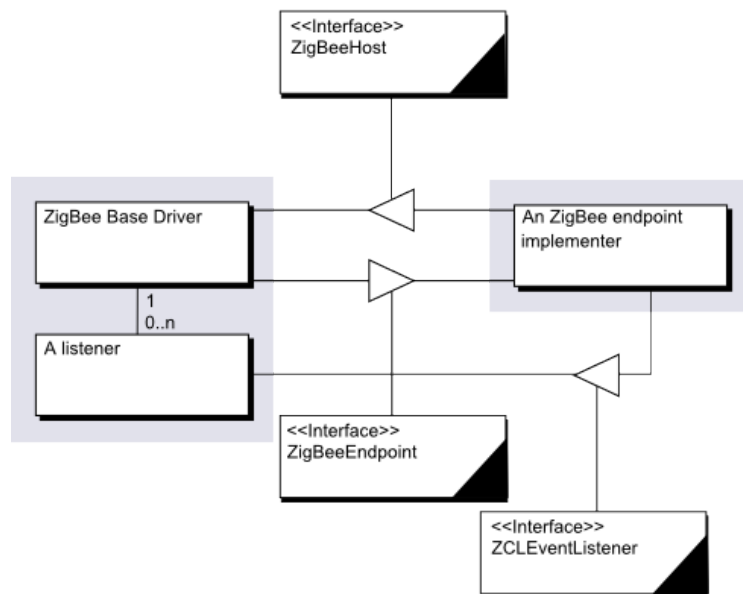 <<Interface>>
ZigBeeHost
ZigBee Base Driver
An ZigBee endpoint
implementer
1
0..n
A listener
<<Interface>>
ZigBeeEndpoint
<<Interface>>
ZCLEventListener